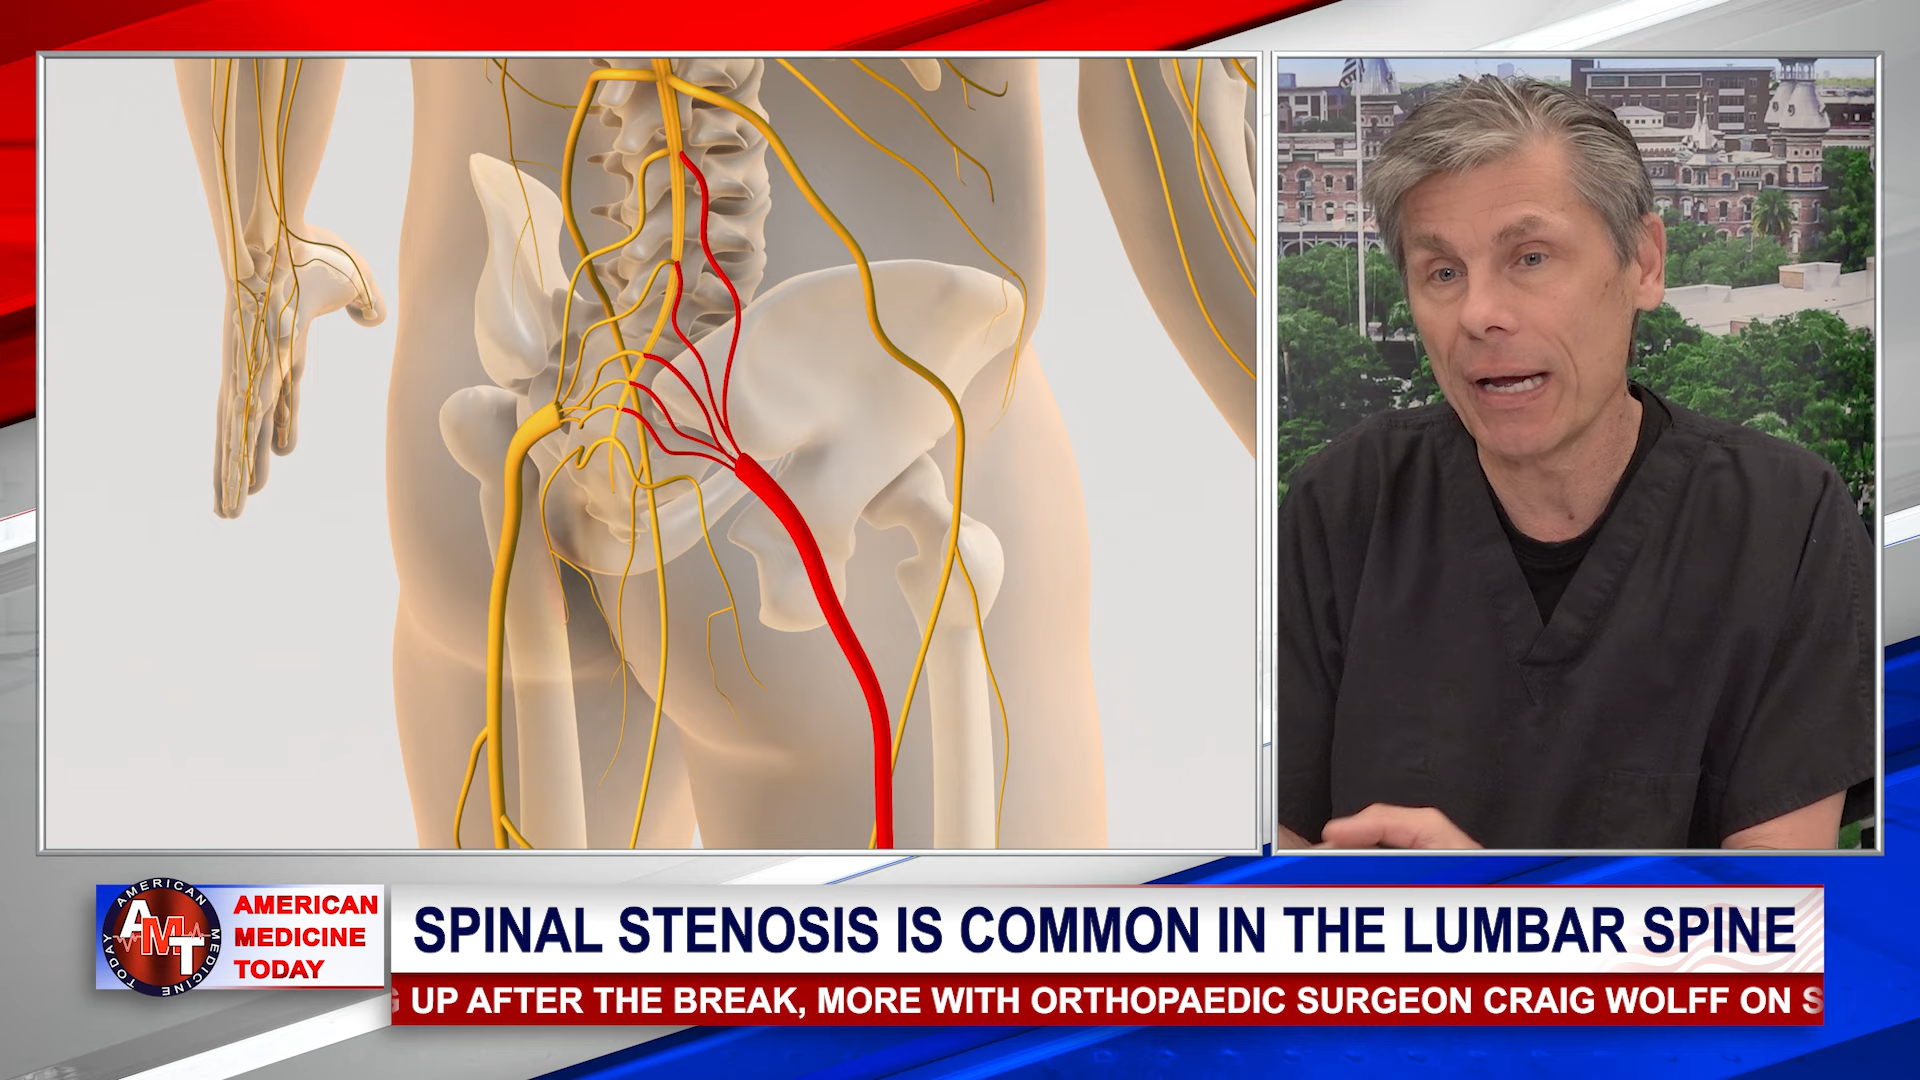 AMERICAN MEDICINE TODAY
AMT
AMERICAN
MEDICINE
TODAY
SPINAL STENOSIS IS COMMON IN THE LUMBAR SPINE
G UP AFTER THE BREAK, MORE WITH ORTHOPAEDIC SURGEON CRAIG WOLFF ON S